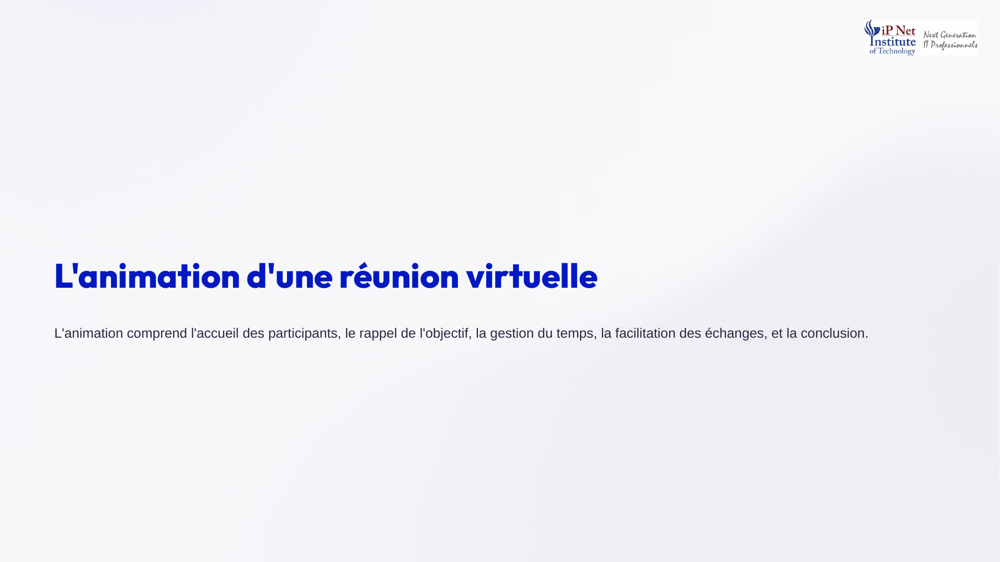 iP Net
Institute
of Technology
Next Generation
IT Professionnels
L'animation d'une réunion virtuelle
L'animation comprend l'accueil des participants, le rappel de l'objectif, la gestion du temps, la facilitation des échanges, et la conclusion.